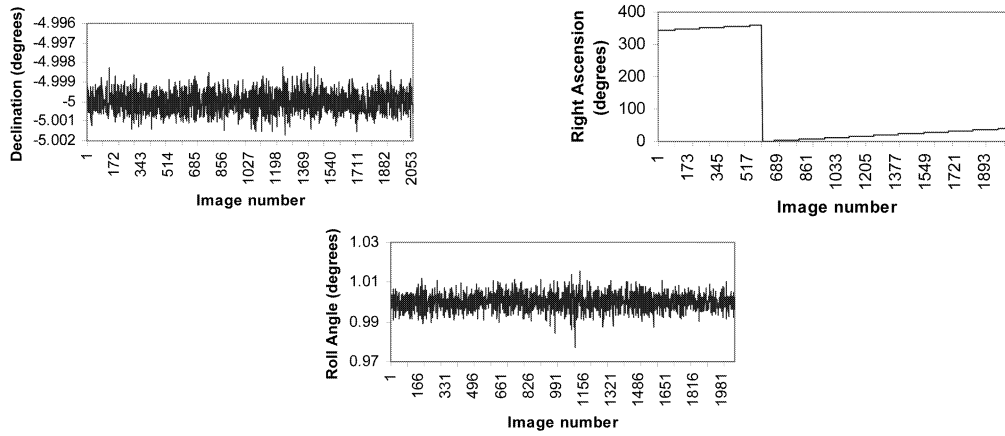 Declination (degrees)
-4.996
-4.997
-4.998
-4.999
-5
-5.001
-5.002
1 172 343 514 685 856 1027 1198 1369 1540 1711 1882 2053
Image number
Right Ascension
(degrees)
400
300
200
100
0
1 173 345 517 689 861 1033 1205 1377 1549 1721 1893
Image number
Roll Angle (degrees)
1.03
1.01
0.99
0.97
1 166 331 496 661 826 991 1156 1321 1486 1651 1816 1981
Image number